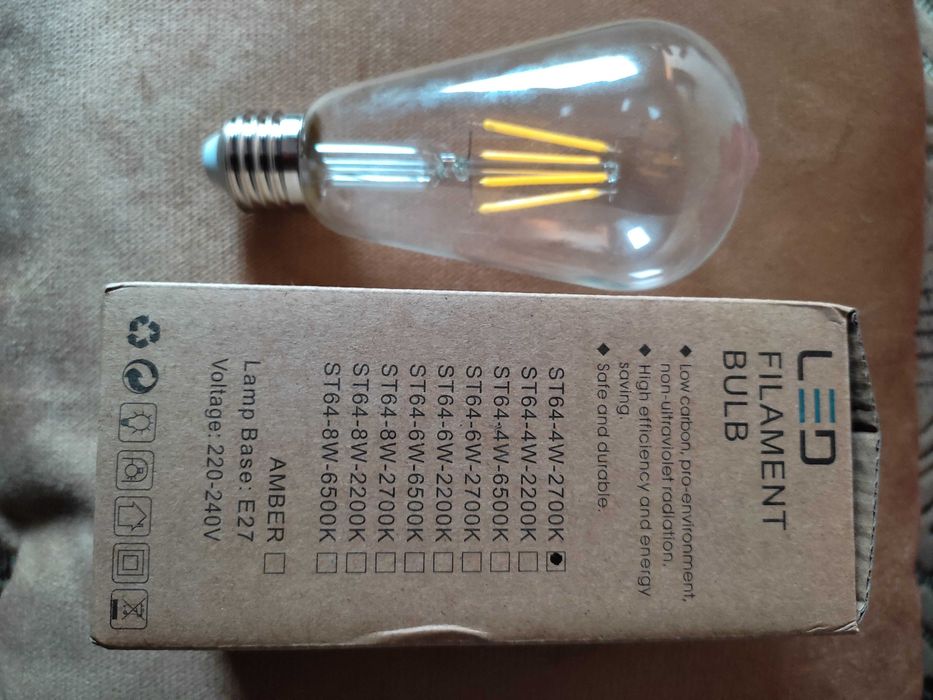 LED
FILAMENT
BULB
◆ Low carbon, pro-environment,
non-ultraviolet radiation.
◆ High efficiency and energy
saving.
◆ Safe and durable.
ST64-4W-2700K
ST64-4W-2200K
ST64-4W-6500K
ST64-6W-2700K
ST64-6W-2200K
ST64-6W-6500K
ST64-8W-2700K
ST64-8W-2200K
ST64-8W-6500K
AMBER
Lamp Base: E27
Voltage: 220-240V